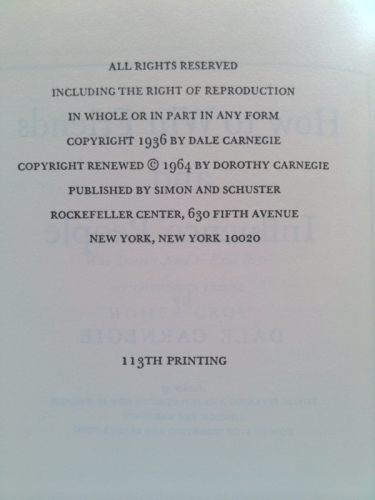 ALL RIGHTS RESERVED
INCLUDING THE RIGHT OF REPRODUCTION
IN WHOLE OR IN PART IN ANY FORM
COPYRIGHT 1936 BY DALE CARNEGIE
COPYRIGHT RENEWED © 1964 BY DOROTHY CARNEGIE
PUBLISHED BY SIMON AND SCHUSTER
ROCKEFELLER CENTER, 630 FIFTH AVENUE
NEW YORK, NEW YORK 10020
113TH PRINTING